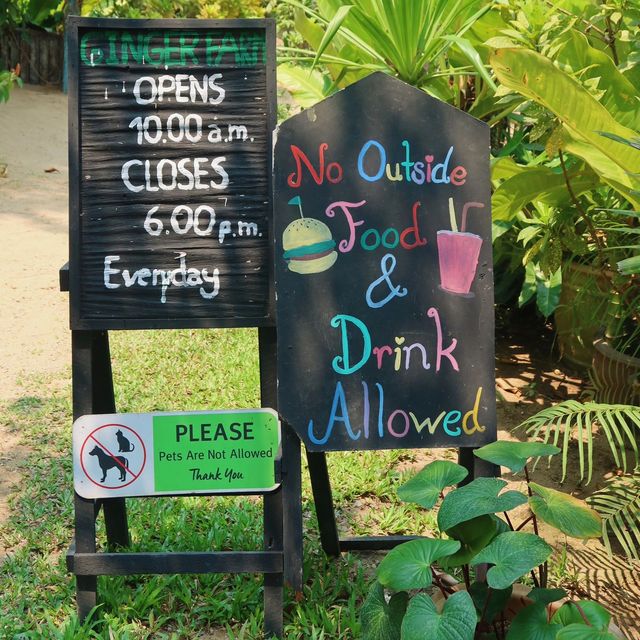 GINGER FARM
OPENS
10.00 a.m.
CLOSES
6.00 p.m.
Everyday
No Outside
Food
&
Drink
Allowed
PLEASE
Pets Are Not Allowed
Thank You